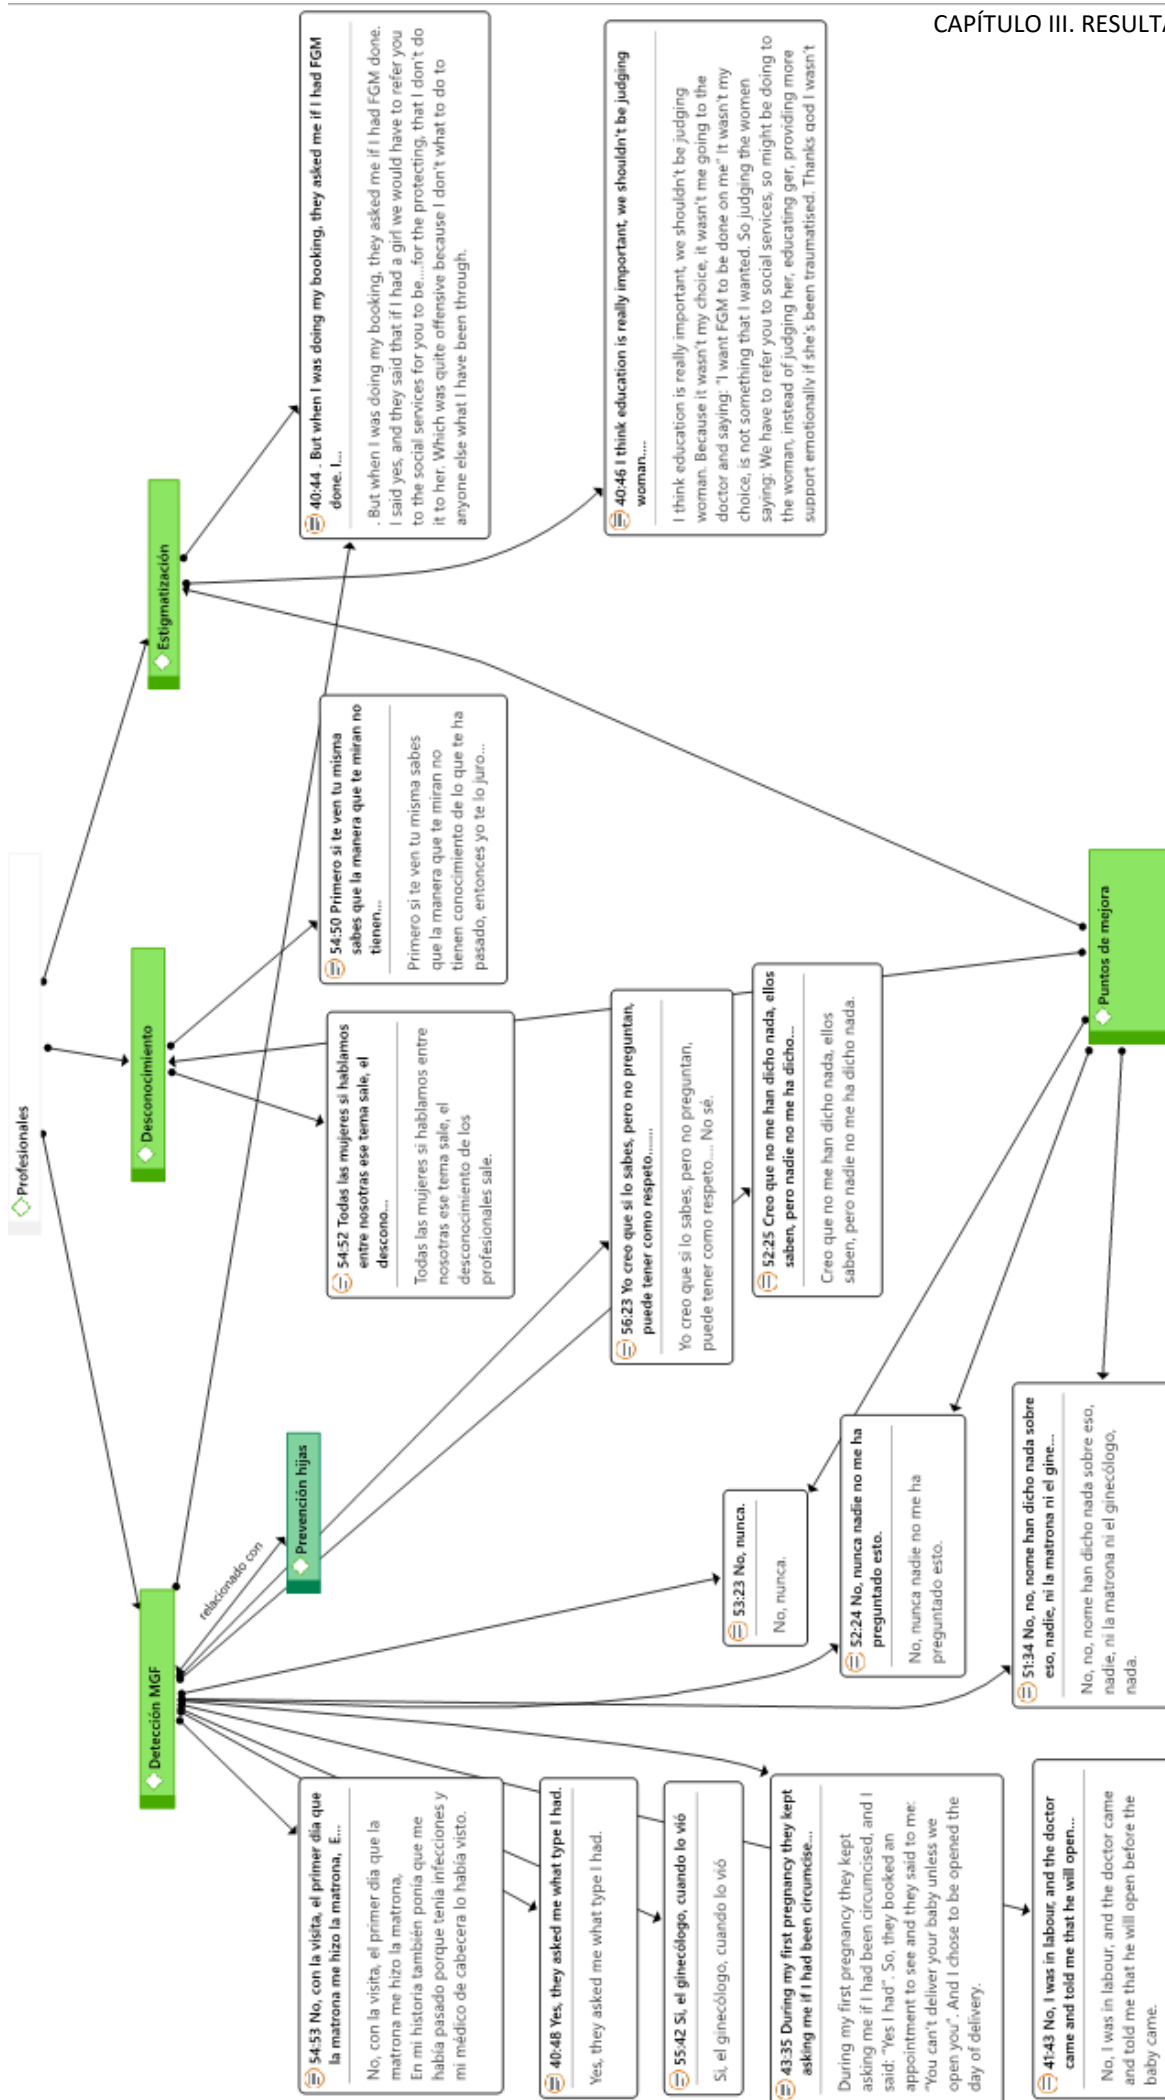 CAPÍTULO III. RESULTA
Profesionales
Detección MGF
Desconocimiento
Estigmatización
relacionado con
Prevención hijas
54:53 No, con la visita, el primer día que
la matrona me hizo la matrona, E...
No, con la visita, el primer día que la
matrona me hizo la matrona,
En mi historia también ponía que me
había pasado porque tenía infecciones y
mi médico de cabecera lo había visto.
40:48 Yes, they asked me what type I had.
Yes, they asked me what type I had.
55:42 Si, el ginecólogo, cuando lo vió
Si, el ginecólogo, cuando lo vió
43:35 During my first pregnancy they kept
asking me if I had been circumcise...
During my first pregnancy they kept
asking me if I had been circumcised, and I
said: "Yes I had". So, they booked an
appointment to see and they said to me:
"You can't deliver your baby unless we
open you". And I chose to be opened the
day of delivery.
41:43 No, I was in labour, and the doctor
came and told me that he will open...
No, I was in labour, and the doctor came
and told me that he will open before the
baby came.
53:23 No, nunca.
No, nunca.
52:24 No, nunca nadie no me ha
preguntado esto.
No, nunca nadie no me ha
preguntado esto.
51:34 No, no, nome han dicho nada sobre
eso, nadie, ni la matrona ni el gine...
No, no, nome han dicho nada sobre eso,
nadie, ni la matrona ni el ginecólogo,
nada.
54:52 Todas las mujeres si hablamos
entre nosotras ese tema sale, el
descono...
Todas las mujeres si hablamos entre
nosotras ese tema sale, el
desconocimiento de los
profesionales sale.
56:23 Yo creo que si lo sabes, pero no preguntan,
puede tener como respeto.......
Yo creo que si lo sabes, pero no preguntan,
puede tener como respeto.... No sé.
52:25 Creo que no me han dicho nada, ellos
saben, pero nadie no me ha dicho...
Creo que no me han dicho nada, ellos
saben, pero nadie no me ha dicho nada.
54:50 Primero si te ven tu misma
sabes que la manera que te miran no
tienen...
Primero si te ven tu misma sabes
que la manera que te miran no
tienen conocimiento de lo que te ha
pasado, entonces yo te lo juro...
40:44 . But when I was doing my booking, they asked me if I had FGM
done. I...
. But when I was doing my booking, they asked me if I had FGM done.
I said yes, and they said that if I had a girl we would have to refer you
to the social services for you to be....for the protecting, that I don't do
it to her. Which was quite offensive because I don't what to do to
anyone else what I have been through.
40:46 I think education is really important, we shouldn't be judging
woman....
I think education is really important, we shouldn't be judging
woman. Because it wasn't my choice, it wasn't me going to the
doctor and saying: "I want FGM to be done on me" It wasn't my
choice, is not something that I wanted. So judging the women
saying: We have to refer you to social services, so might be doing to
the woman, instead of judging her, educating ger, providing more
support emotionally if she's been traumatised. Thanks god I wasn't
Puntos de mejora